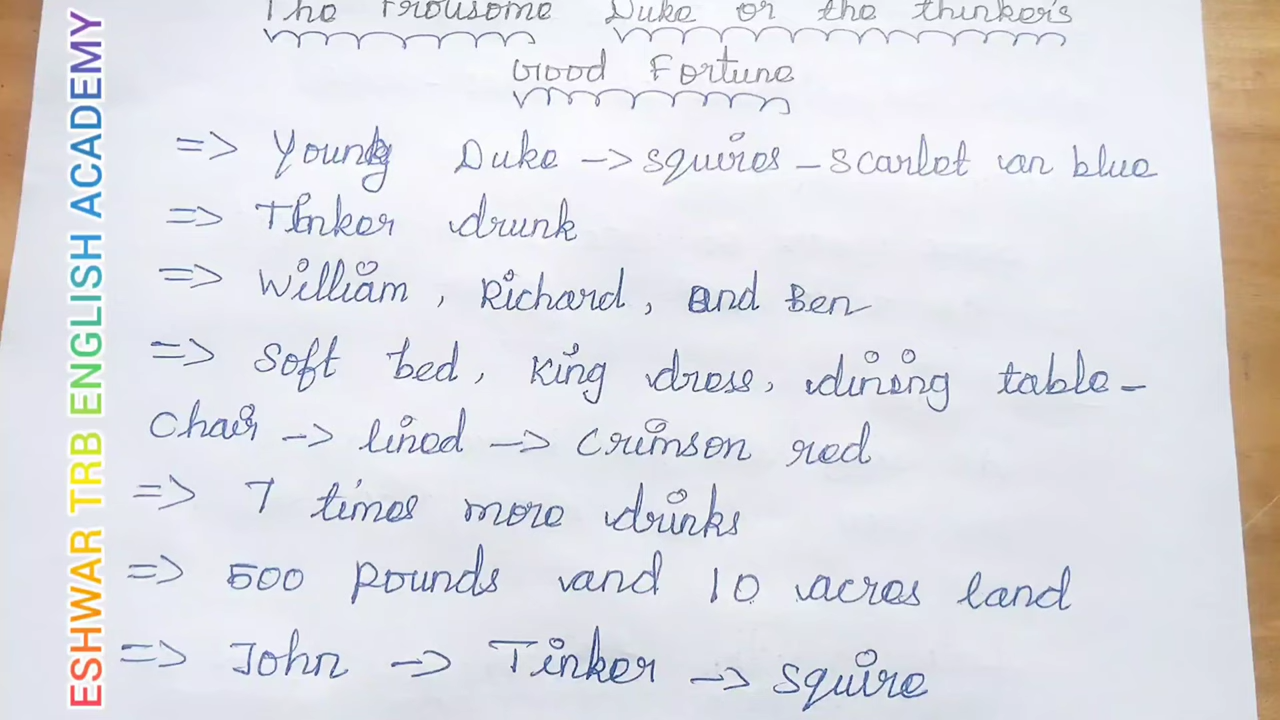 The Frolisome Duke or the thinker's
Good Fortune
=> Young Duke -> squires - scarlet an blue
=> Tinker drunk
=> William, Richard, and Ben
=> soft bed, King dress, dining table -
Chair -> lined -> crimson red
=> 7 times more drinks
=> 500 pounds and 10 acres land
=> John -> Tinker -> squire
ESHWAR TRB ENGLISH ACADEMY